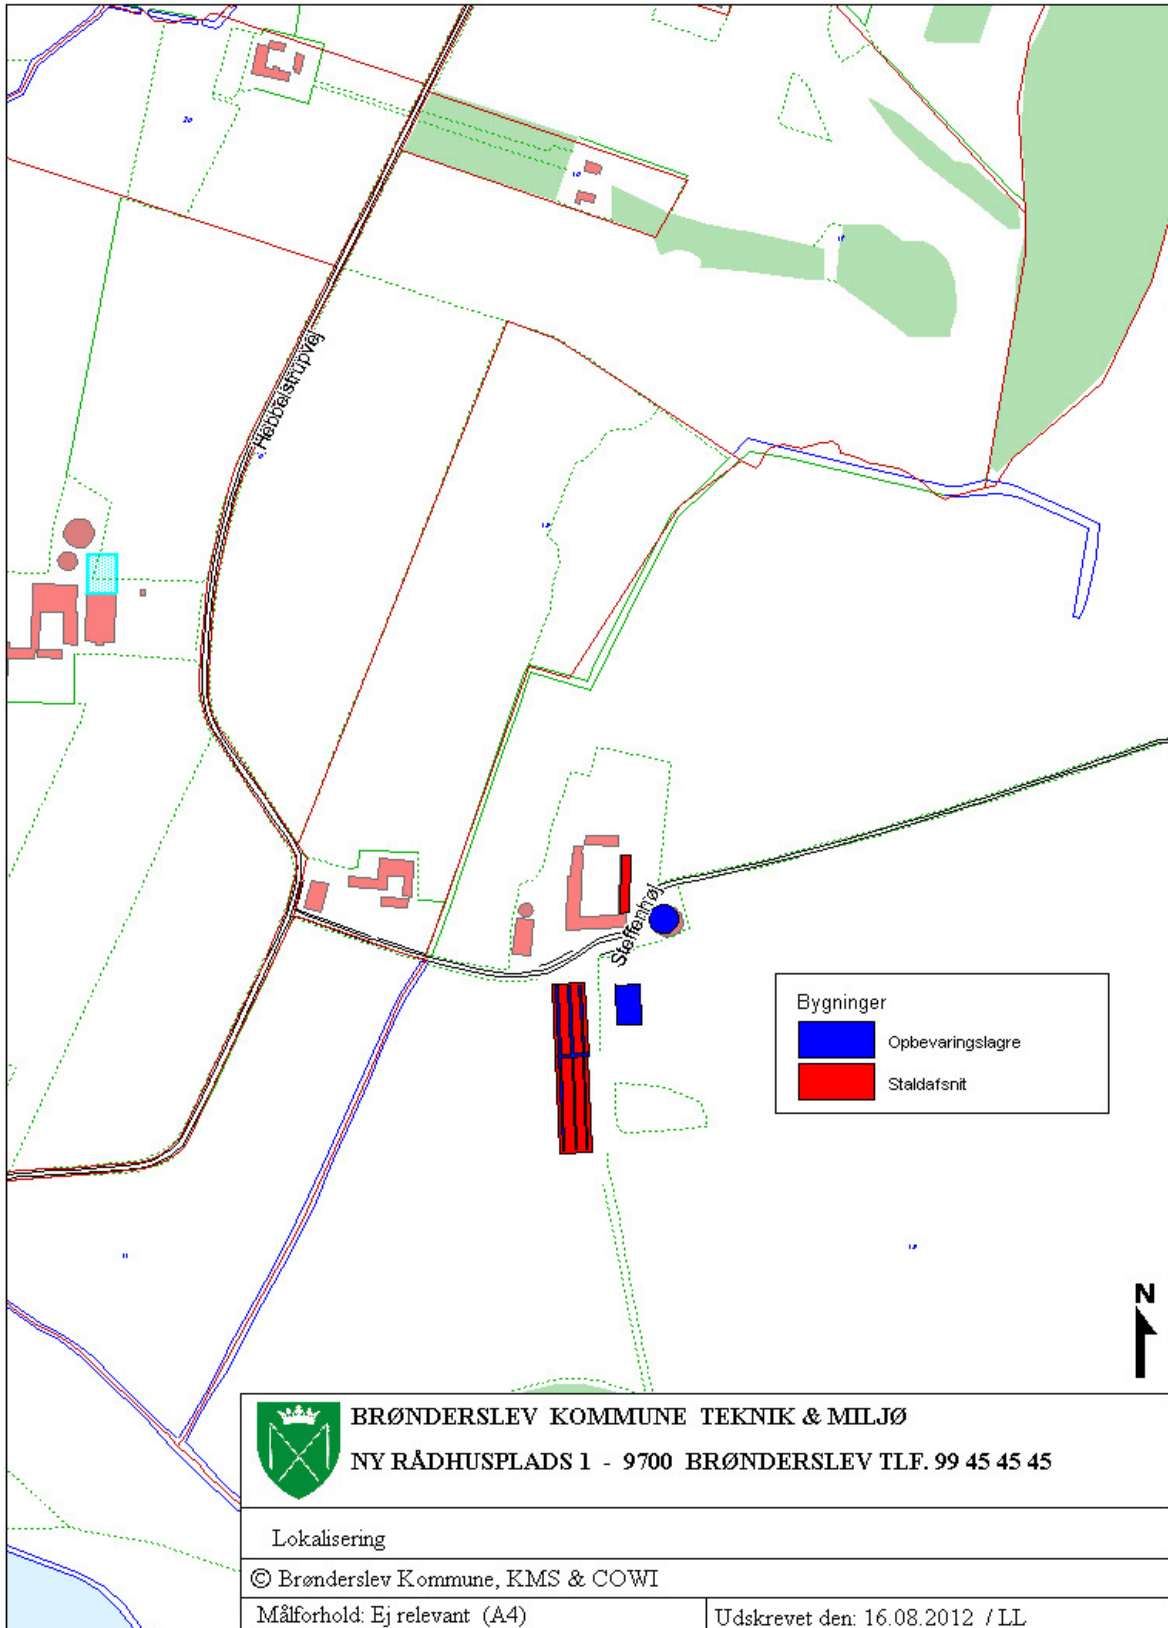 Hebbelstrupvej
Steffenhøj
Bygninger
Opbevaringslagre
Staldafsnit
N
BRØNDERSLEV KOMMUNE TEKNIK & MILJØ
NY RÅDHUSPLADS 1 - 9700 BRØNDERSLEV TLF. 99 45 45 45
Lokalisering
© Brønderslev Kommune, KMS & COWI
Målforhold: Ej relevant (A4)
Udskrevet den: 16.08.2012 / LL